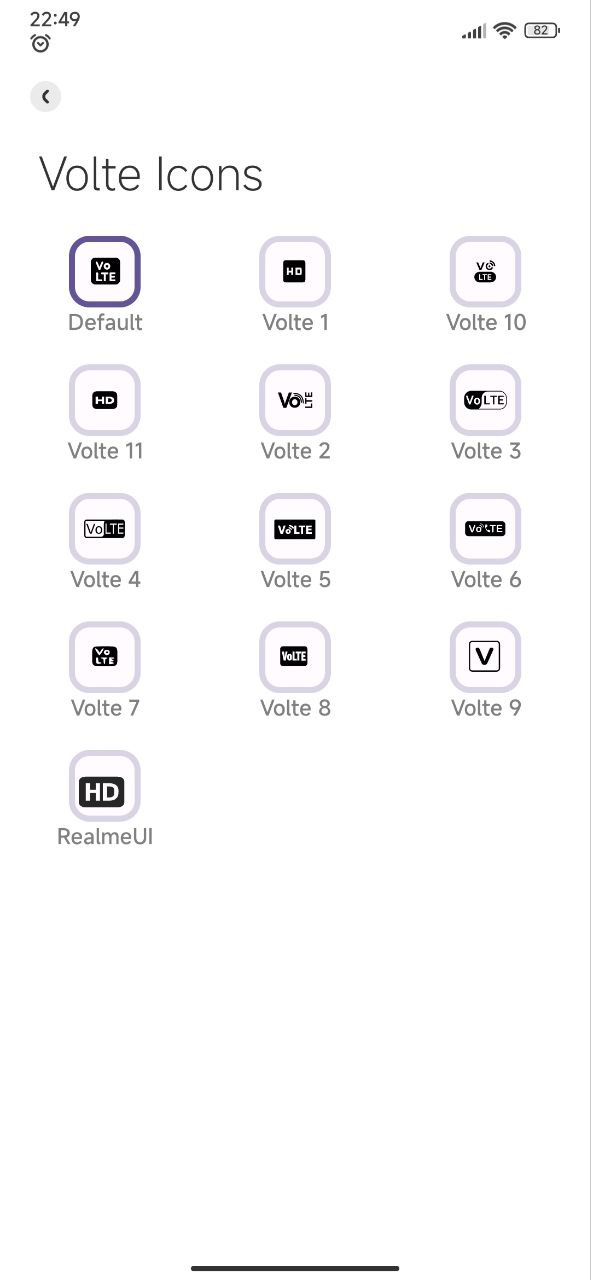 22:49
82
Volte Icons
Vo
LTE
HD
Vo
LTE
Default
Volte 1
Volte 10
HD
Vo LTE
VoLTE
Volte 11
Volte 2
Volte 3
VoLTE
VoLTE
VoLTE
Volte 4
Volte 5
Volte 6
Vo
LTE
VoLTE
V
Volte 7
Volte 8
Volte 9
HD
RealmeUI